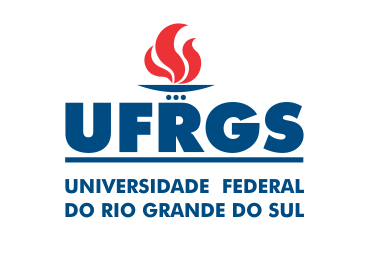 UFRGS
UNIVERSIDADE FEDERAL
DO RIO GRANDE DO SUL